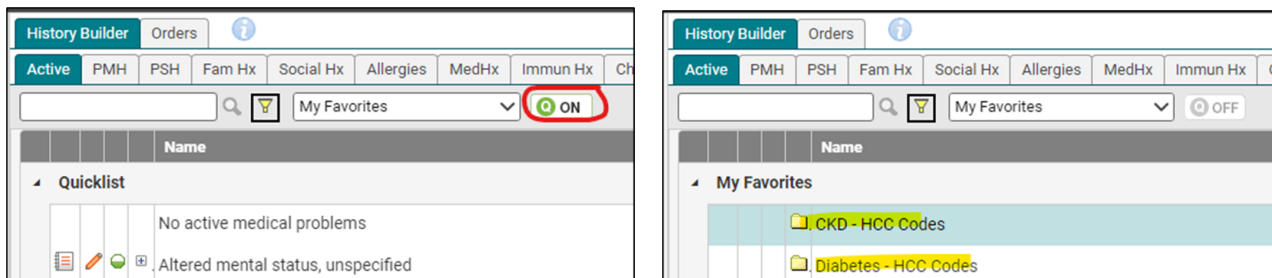 History Builder Orders
Active PMH PSH Fam Hx Social Hx Allergies MedHx Immun Hx Ch
My Favorites ON
Name
Quicklist
No active medical problems
Altered mental status, unspecified
History Builder Orders
Active PMH PSH Fam Hx Social Hx Allergies MedHx Immun Hx
My Favorites OFF
Name
My Favorites
. CKD - HCC Codes
. Diabetes - HCC Codes